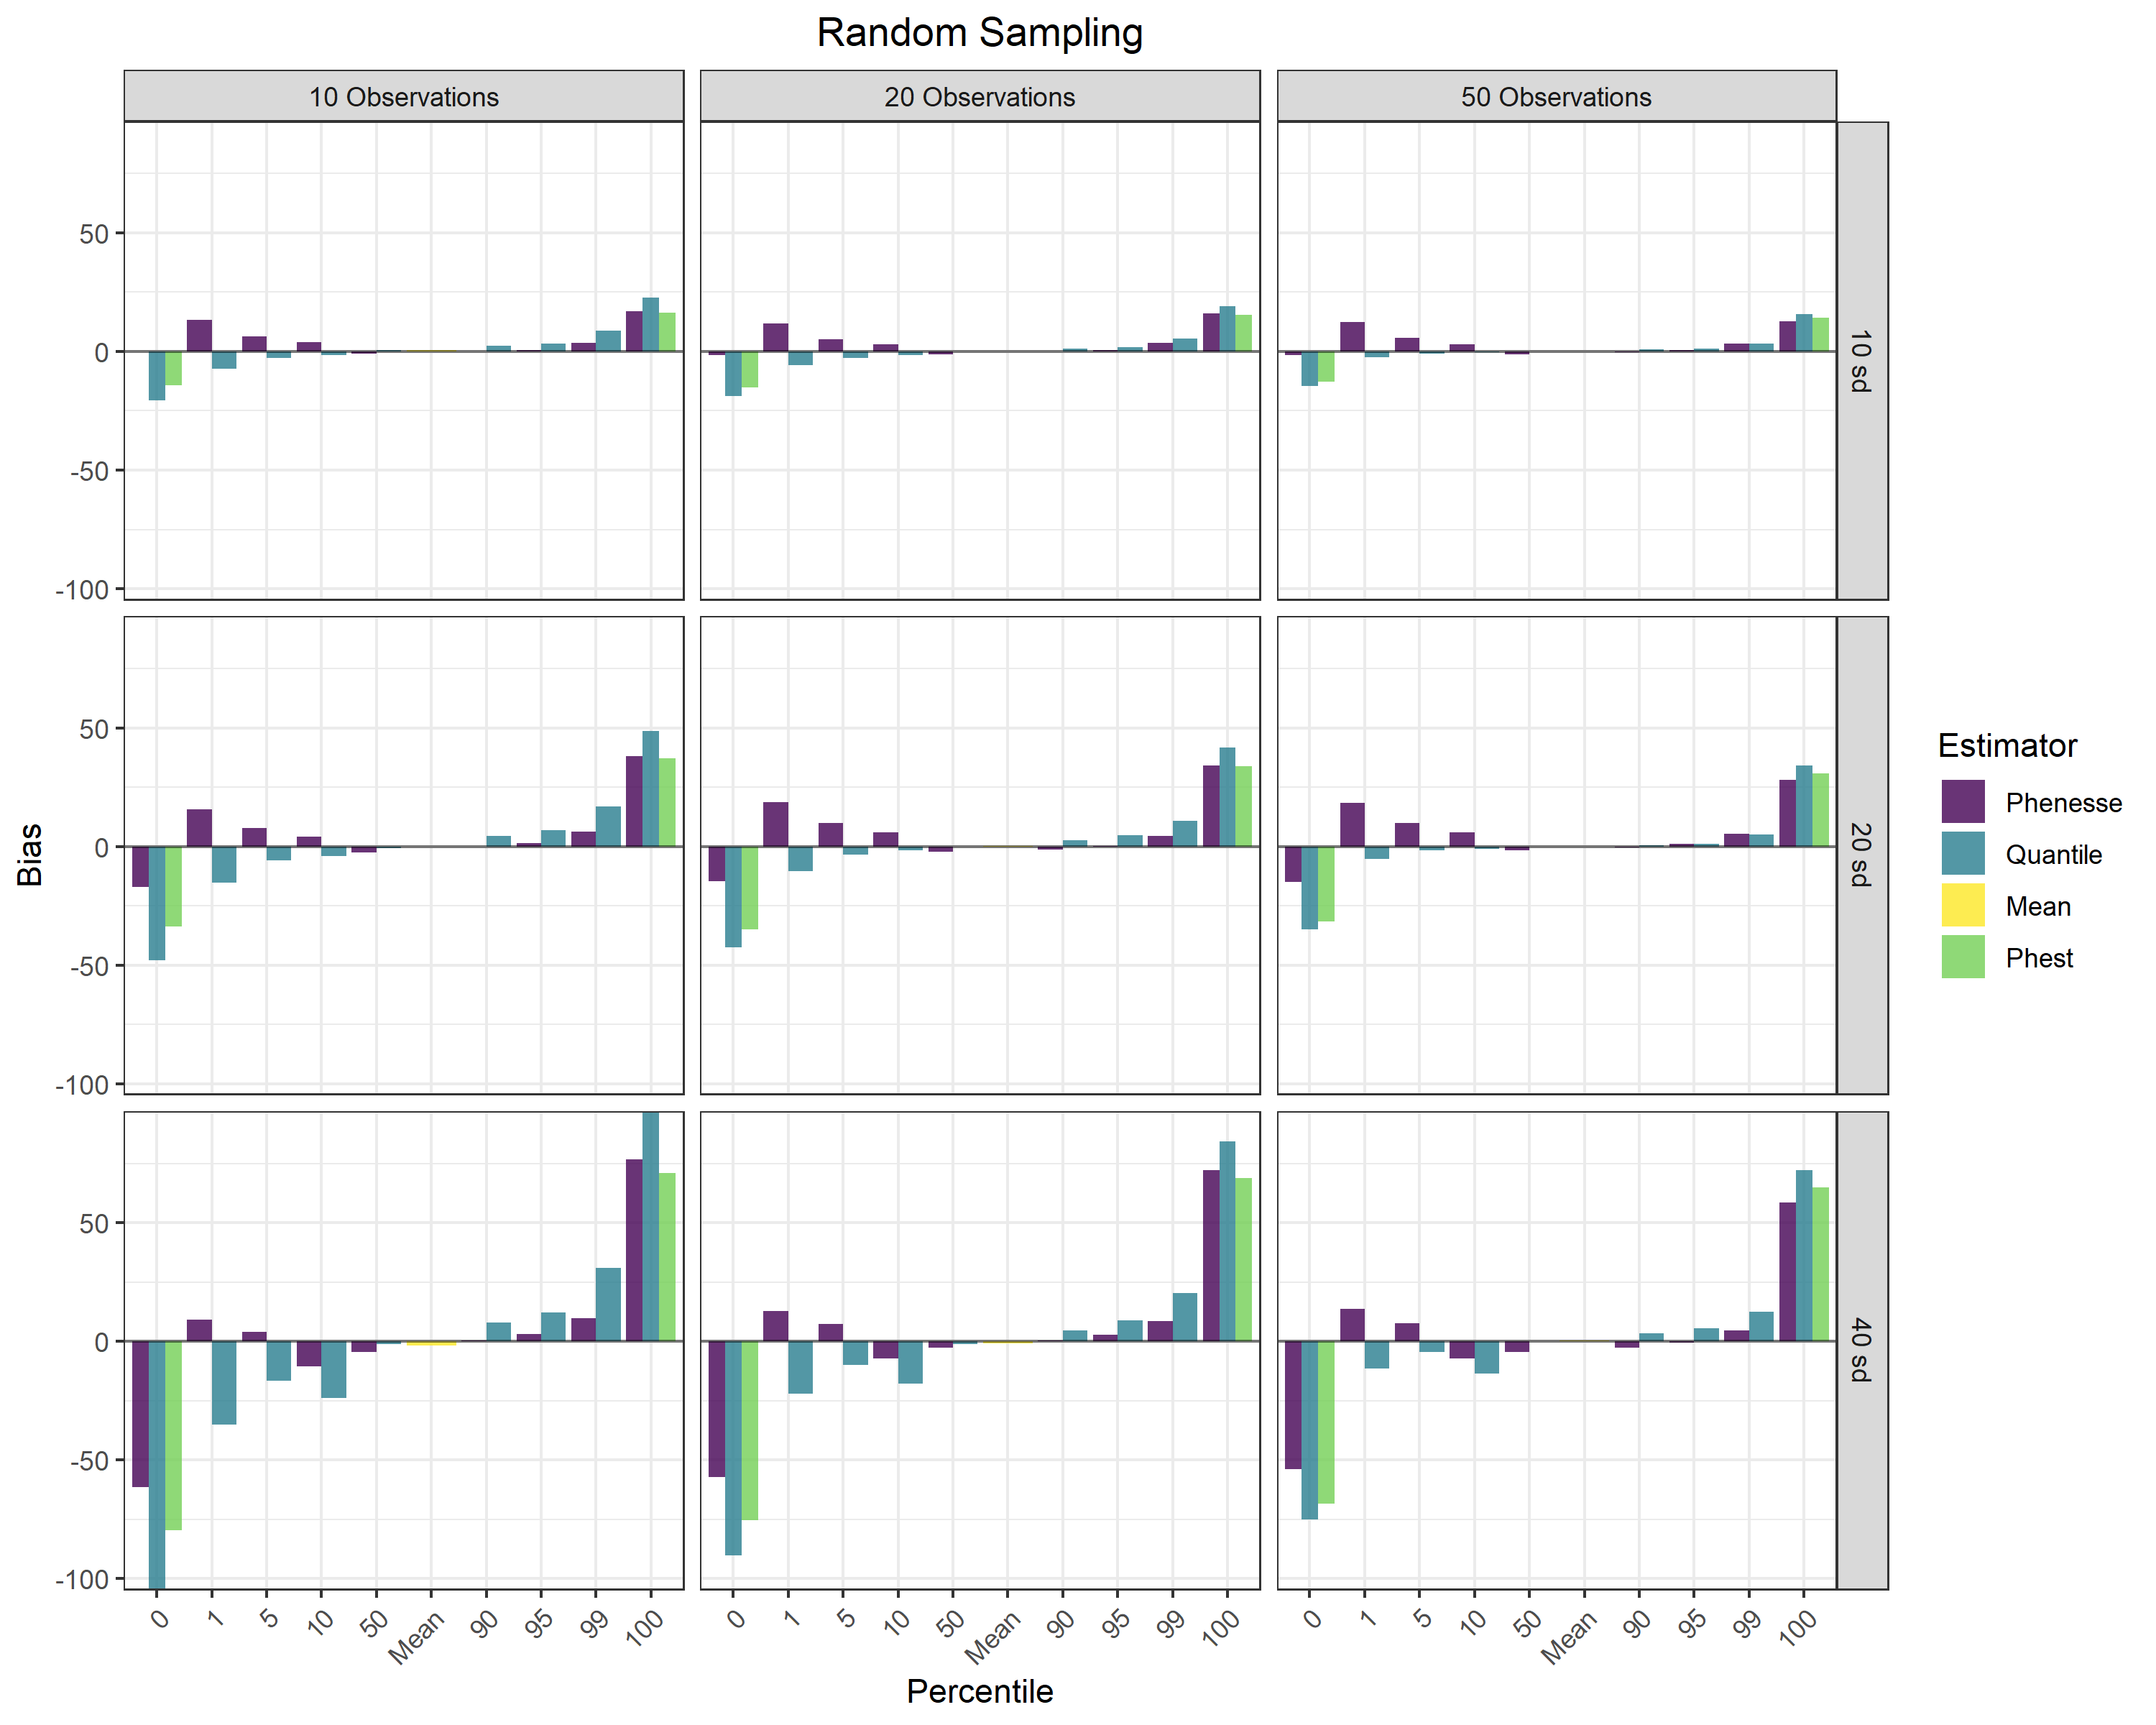 Random Sampling
10 Observations
20 Observations
50 Observations
50
0
-50
-100
10 sd
50
0
-50
-100
20 sd
50
0
-50
-100
40 sd
Bias
0 1 5 10 50 Mean 90 95 99 100
0 1 5 10 50 Mean 90 95 99 100
0 1 5 10 50 Mean 90 95 99 100
Percentile
Estimator
Phenesse
Quantile
Mean
Phest